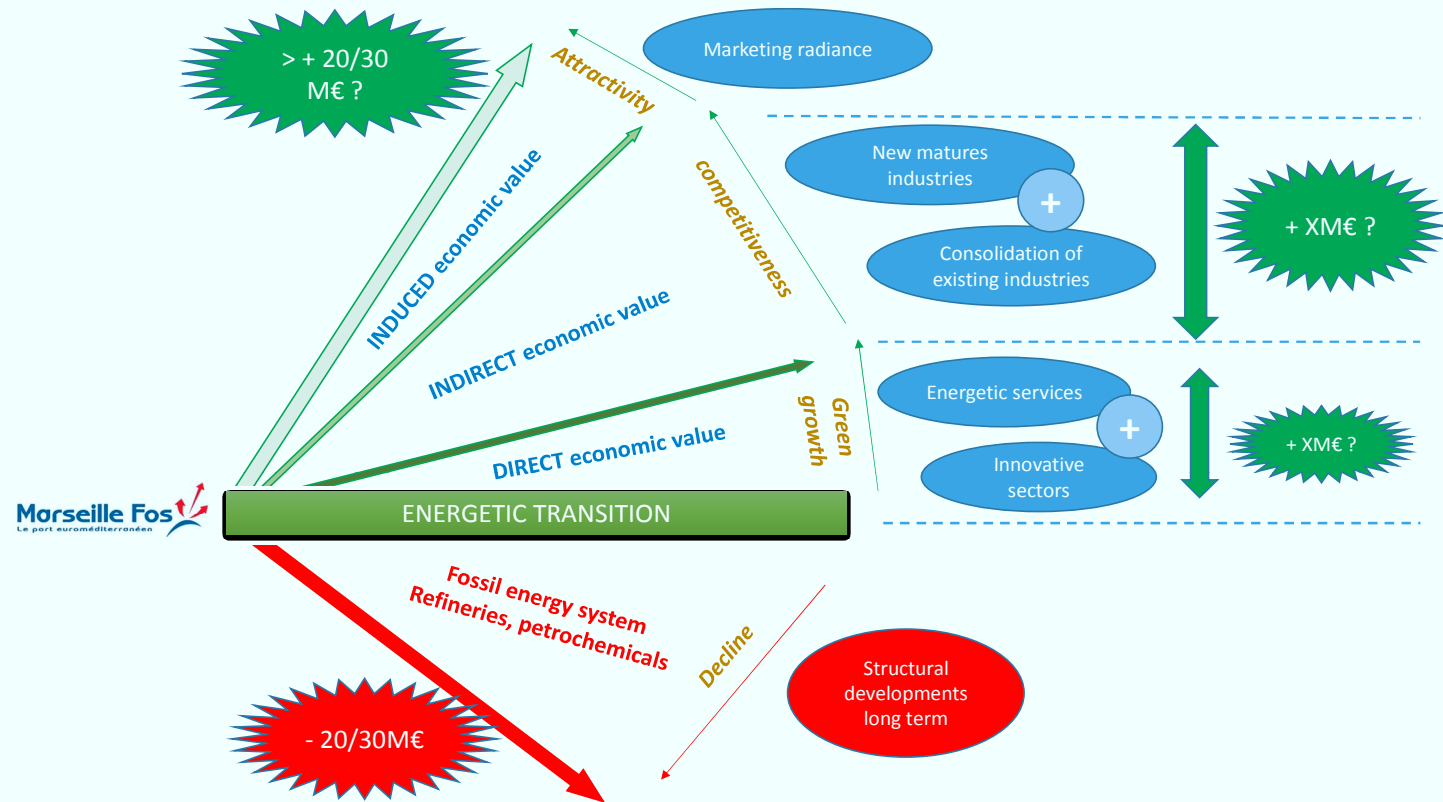 > + 20/30
M€ ?
Marketing radiance
Attractivity
New matures
industries
+
Consolidation of
existing industries
+ XM€ ?
competitiveness
INDUCED economic value
INDIRECT economic value
Energetic services
+
Innovative
sectors
+ XM€ ?
Green
growth
DIRECT economic value
Marseille Fos
Le port euroméditerranéen
ENERGETIC TRANSITION
Fossil energy system
Refineries, petrochemicals
Decline
Structural
developments
long term
- 20/30M€